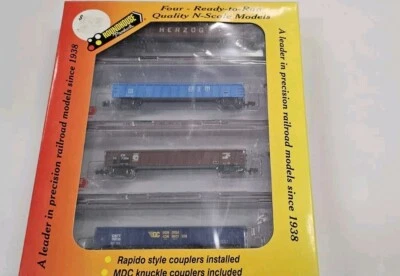 ROUNDHOUSE
Four - Ready-to-Run
Quality N-Scale Models
A leader in precision railroad models since 1938
A leader in precision railroad models since 1938
Rapido style couplers installed
MDC knuckle couplers included